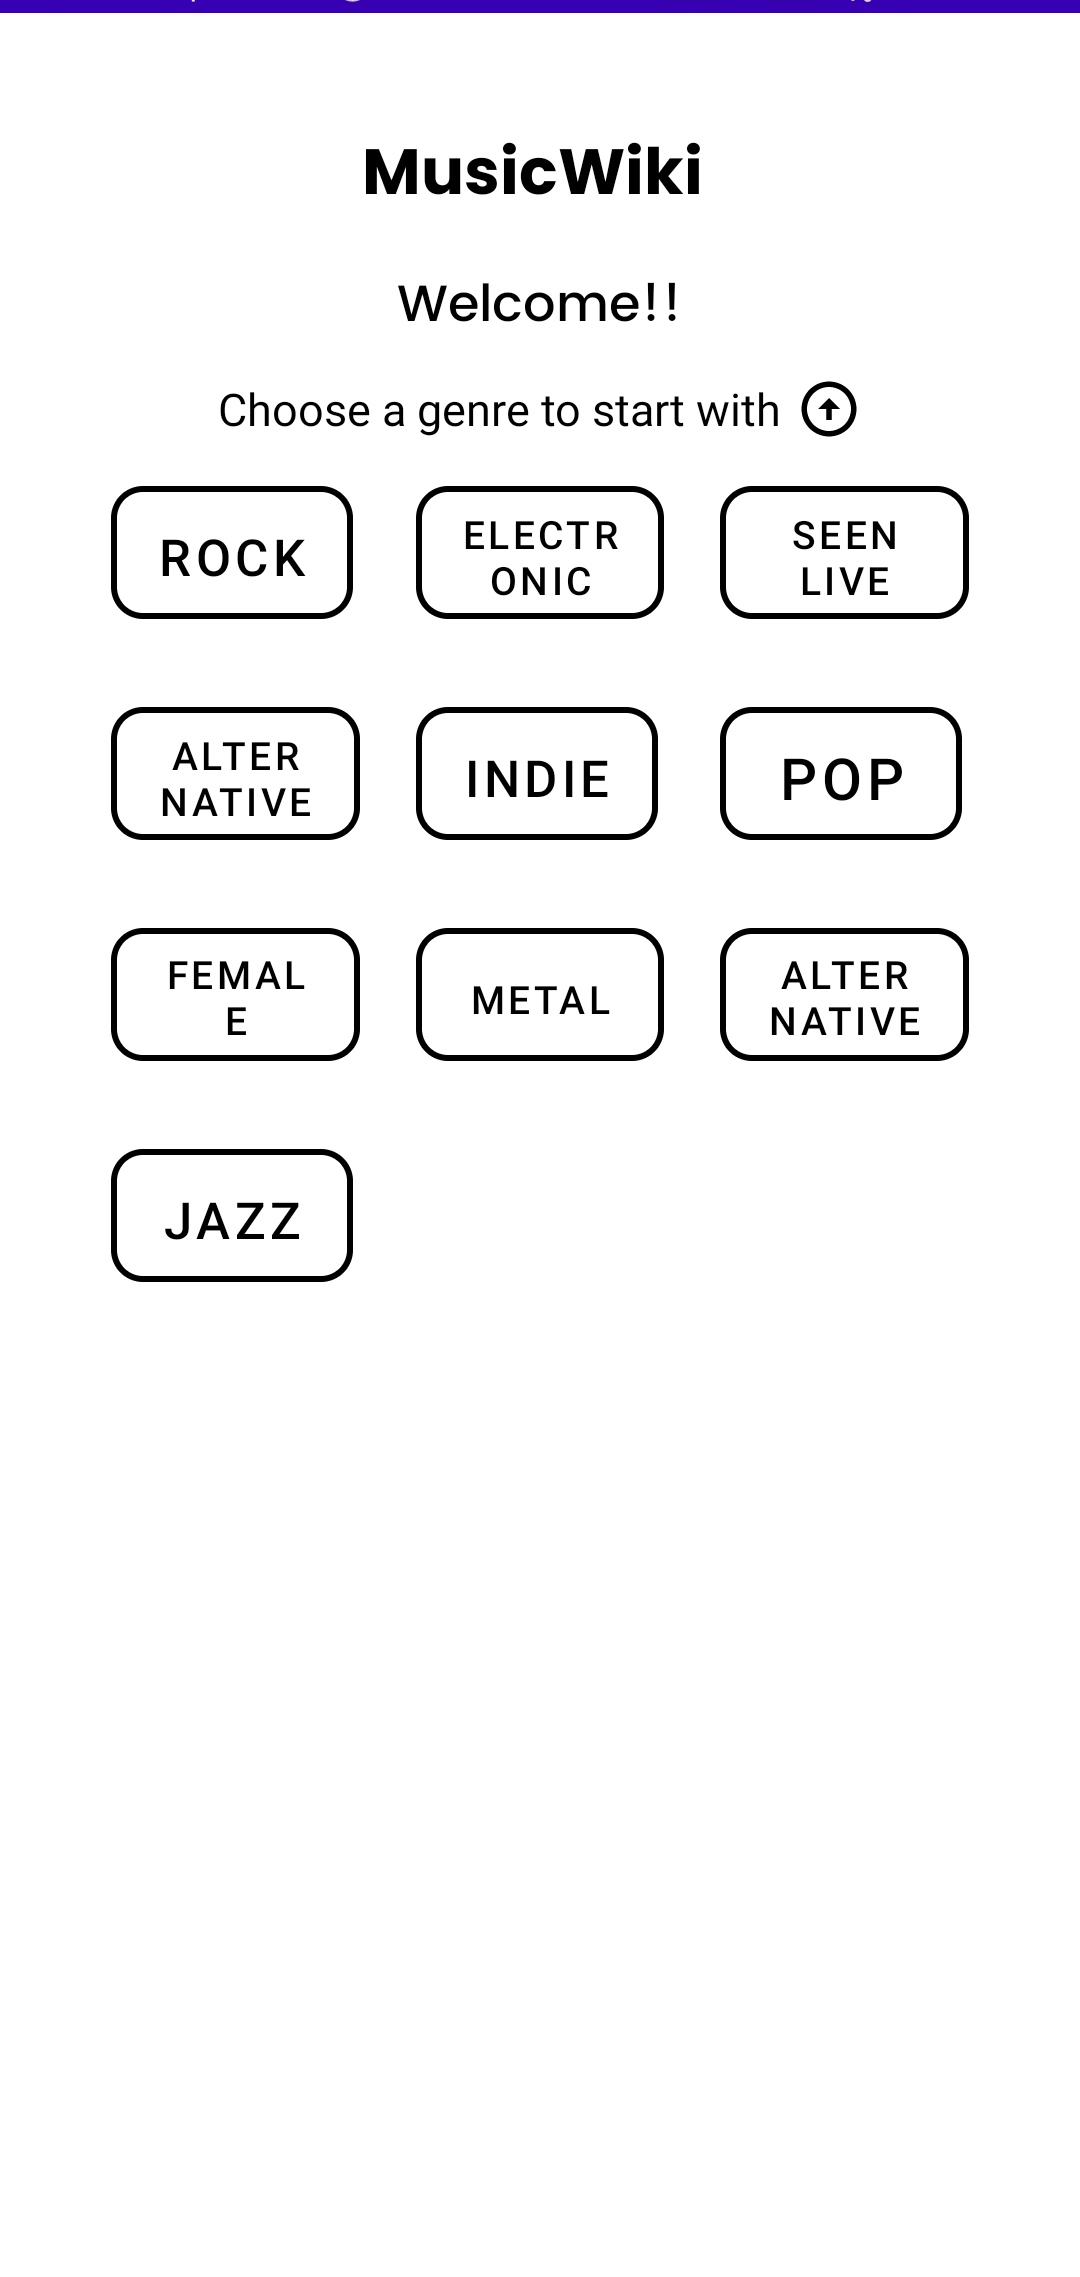 MusicWiki
Welcome!!
Choose a genre to start with
ROCK
ELECTR
ONIC
SEEN
LIVE
ALTER
NATIVE
INDIE
POP
FEMAL
E
METAL
ALTER
NATIVE
JAZZ